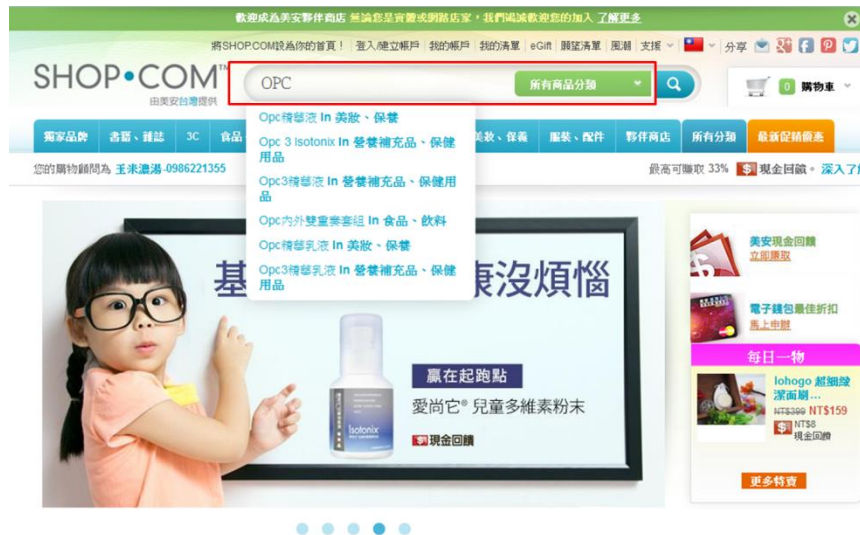 歡迎成為美安夥伴商店 無論您是實體或網路店家，我們竭誠歡迎您的加入 了解更多
將SHOP.COM設為你的首頁！ 登入/建立帳戶 我的帳戶 我的清單 eGift 願望清單 風潮 支援 分享
SHOP•COM™
由美安台灣提供
OPC
所有商品分類
0 購物車
獨家品牌 書籍、雜誌 3C 食品 美妝、保養 服裝、配件 夥伴商店 所有分類 最新促銷優惠
您的購物顧問為 王米濃湯-0986221355
最高可賺取 33% $ 現金回饋。深入了
Opc精華液 In 美妝、保養
Opc 3 Isotonix In 營養補充品、保健
用品
Opc3精華液 In 營養補充品、保健用
品
Opc內外雙重奏套組 In 食品、飲料
Opc精華乳液 In 美妝、保養
Opc3精華乳液 In 營養補充品、保健
用品
基 康沒煩惱
Isotonix
贏在起跑點
愛尚它® 兒童多維素粉末
$ 現金回饋
美安現金回饋
立即賺取
電子錢包最佳折扣
馬上申辦
每日一物
lohogo 超細緻
潔面刷...
NT$399 NT$159
NT$8
現金回饋
更多特賣